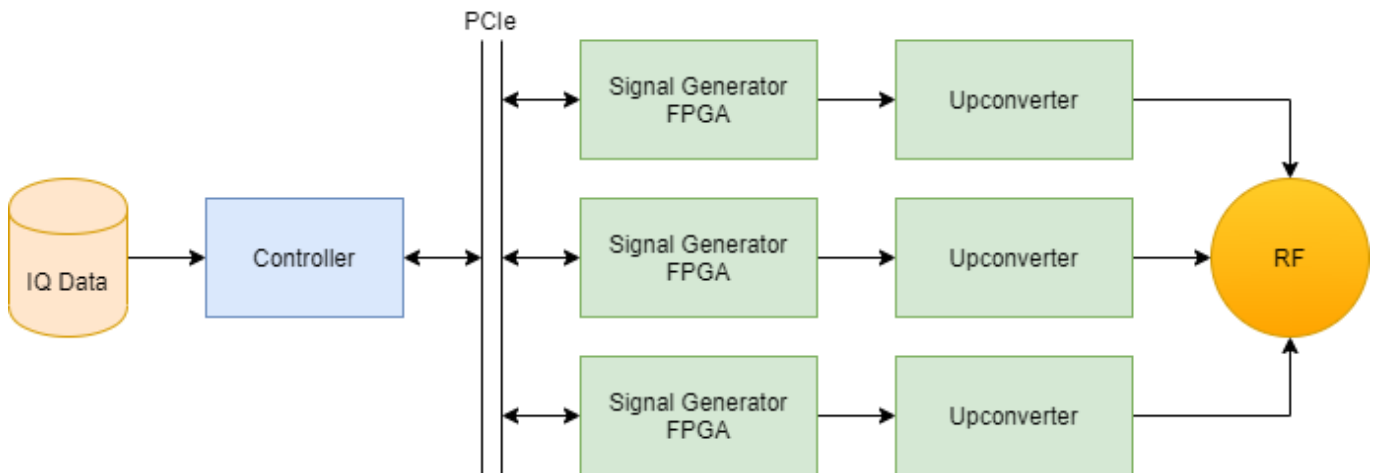 PCIe
Signal Generator
FPGA
Upconverter
IQ Data
Controller
Signal Generator
FPGA
Upconverter
RF
Signal Generator
FPGA
Upconverter